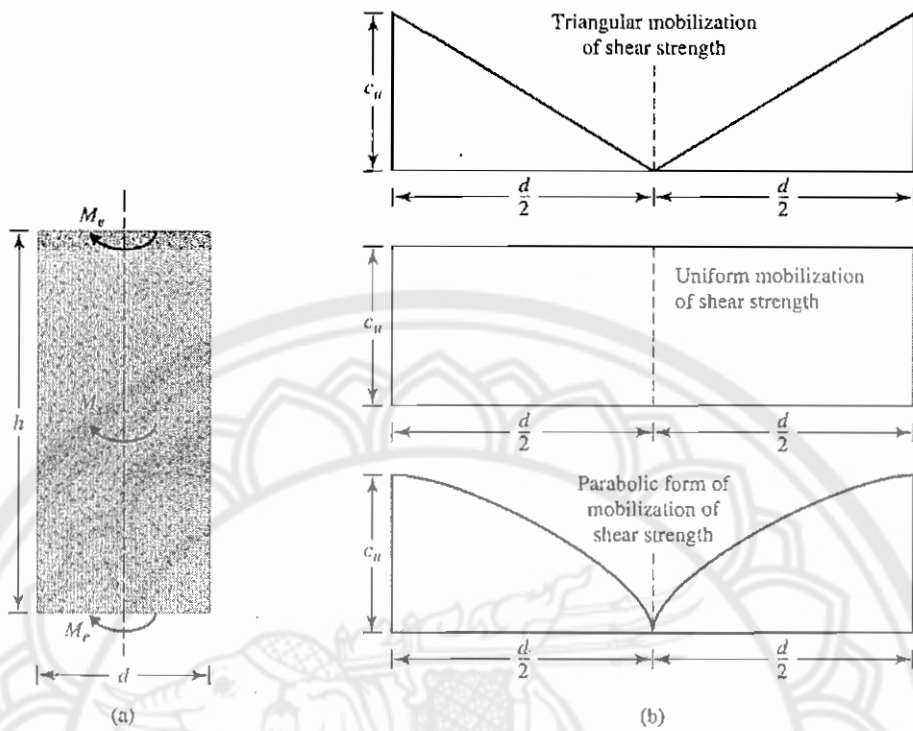 Triangular mobilization
of shear strength
c_u
d/2
d/2
M_e
Uniform mobilization
of shear strength
c_u
h
M_s
d/2
d/2
Parabolic form of
mobilization of
shear strength
c_u
M_e
d
d/2
d/2
(a)
(b)